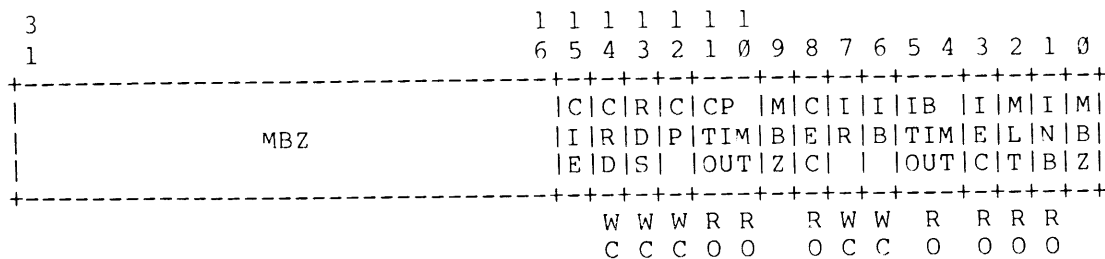 3                                     1 1 1 1 1 1 1
1                                     6 5 4 3 2 1 0 9 8 7 6 5 4 3 2 1 0
+--------------------------------------+-+-+-+-+---+-+-+-+-+---+-+-+-+-+
|                                      |C|C|R|C|CP |M|C|I|I|IB |I|M|I|M|
|                 MBZ                  |I|R|D|P|TIM|B|E|R|B|TIM|E|L|N|B|
|                                      |E|D|S| |OUT|Z|C| | |OUT|C|T|B|Z|
+--------------------------------------+-+-+-+-+---+-+-+-+-+---+-+-+-+-+
W W W R R R W W R R R R
C C C O O O C C O O O O